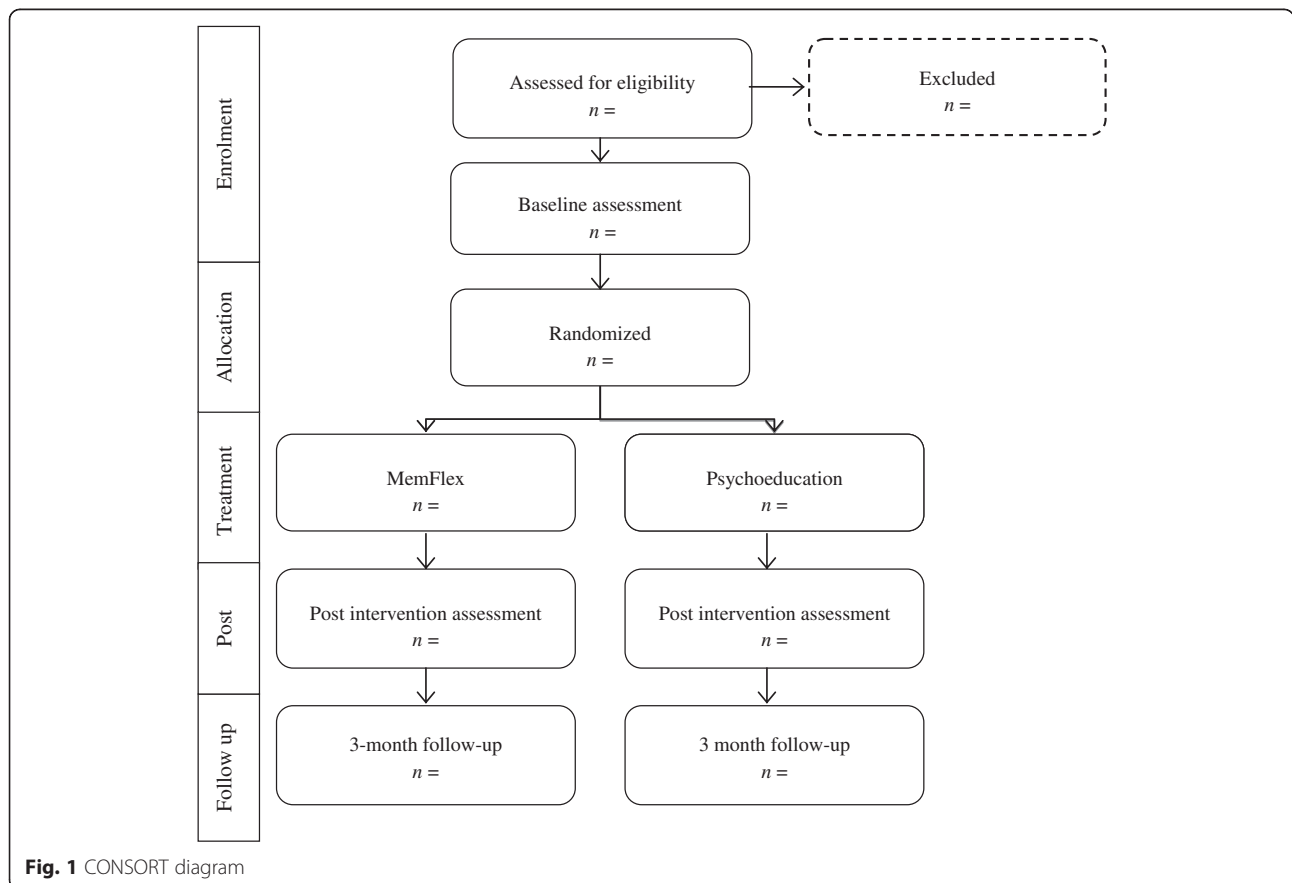 Enrolment
Assessed for eligibility
n =
Excluded
n =
Baseline assessment
n =
Allocation
Randomized
n =
Treatment
MemFlex
n =
Psychoeducation
n =
Post
Post intervention assessment
n =
Post intervention assessment
n =
Follow up
3-month follow-up
n =
3 month follow-up
n =
Fig. 1 CONSORT diagram